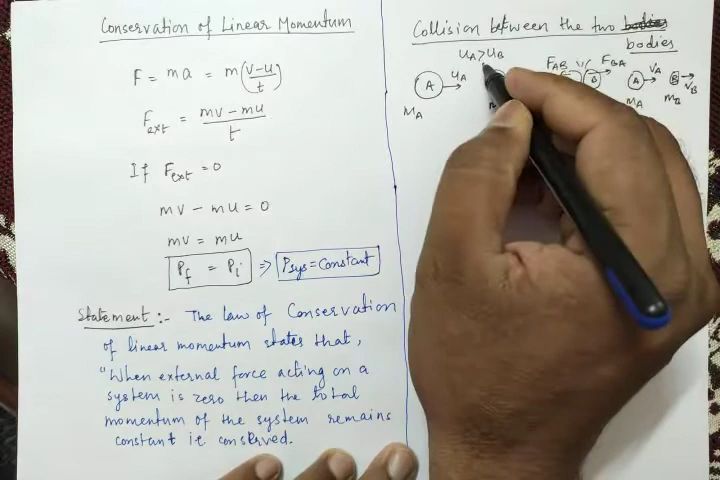 Conservation of Linear Momentum
F = ma = m(v-u/t)
Fext = mv - mu / t
If Fext = 0
mv - mu = 0
mv = mu
Pf = Pi ⇒ Psys = Constant
Statement :- The law of Conservation
of linear momentum states that,
"When external force acting on a
system is zero then the total
momentum of the system remains
constant ie conserved.
Collision between the two
bodies
uA > uB
A uA
MA
FAB FBA
B
A vA B vB
MA MB